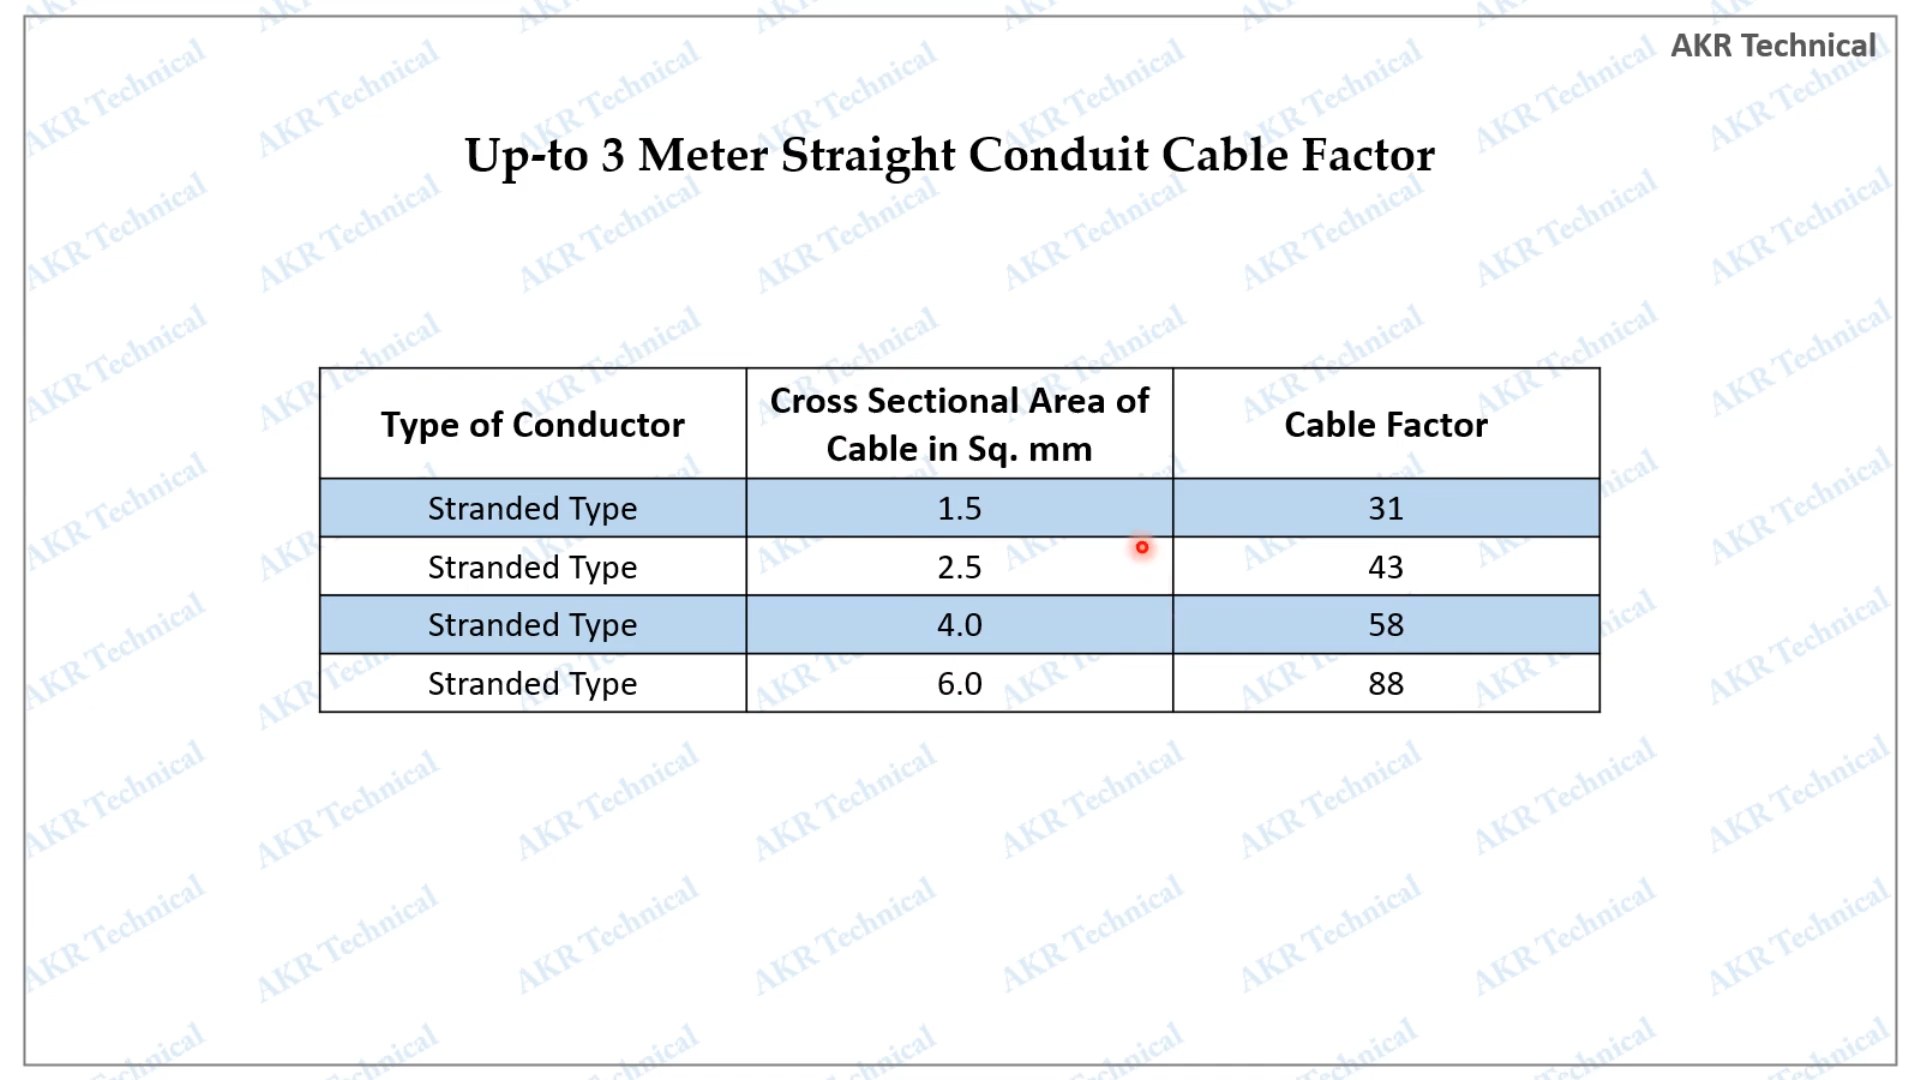 AKR Technical
Up-to 3 Meter Straight Conduit Cable Factor
Type of Conductor
Cross Sectional Area of
Cable in Sq. mm
Cable Factor
Stranded Type 1.5 31
Stranded Type 2.5 43
Stranded Type 4.0 58
Stranded Type 6.0 88